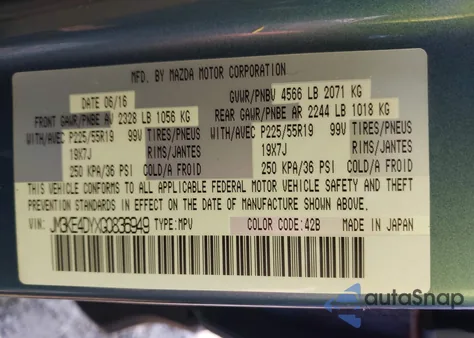 MFD. BY MAZDA MOTOR CORPORATION
DATE 06/16 GVWR/PNBV 4566 LB 2071 KG
FRONT GAWR/PNBE AV 2328 LB 1056 KG REAR GAWR/PNBE AR 2244 LB 1018 KG
WITH/AVEC P225/55R19 99V TIRES/PNEUS WITH/AVEC P225/55R19 99V TIRES/PNEUS
19X7J RIMS/JANTES 19X7J RIMS/JANTES
250 KPA/36 PSI COLD/A FROID 250 KPA/36 PSI COLD/A FROID
THIS VEHICLE CONFORMS TO ALL APPLICABLE FEDERAL MOTOR VEHICLE SAFETY AND THEFT
PREVENTION STANDARDS IN EFFECT ON THE DATE OF MANUFACTURE SHOWN ABOVE.
VIN: JM3KE4DYXG0836949 TYPE:MPV COLOR CODE:42B MADE IN JAPAN
autoSnap